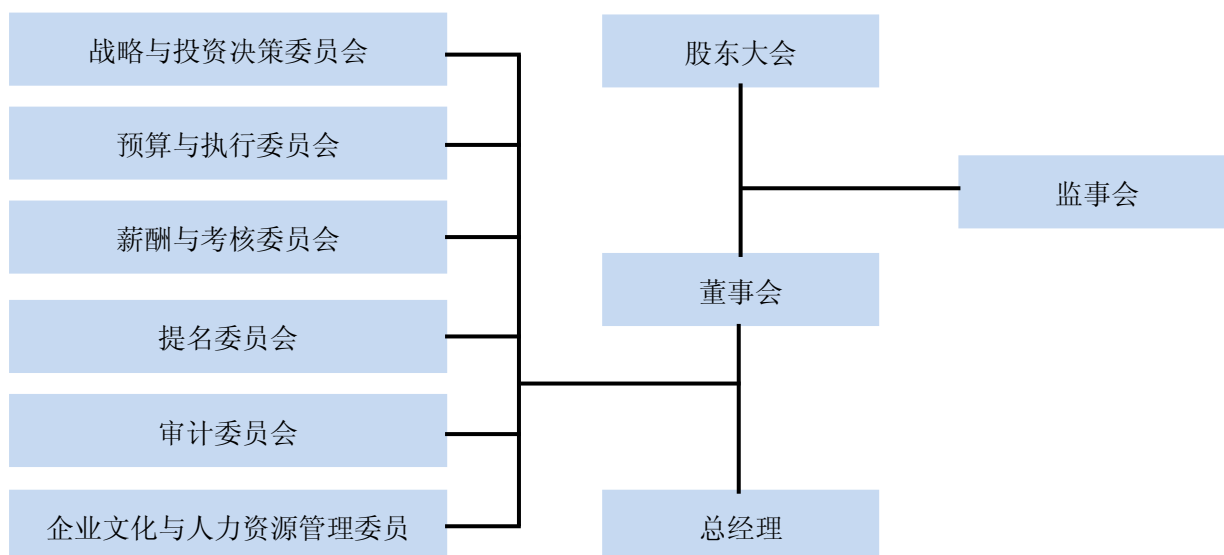 战略与投资决策委员会
预算与执行委员会
薪酬与考核委员会
提名委员会
审计委员会
企业文化与人力资源管理委员
股东大会
监事会
董事会
总经理